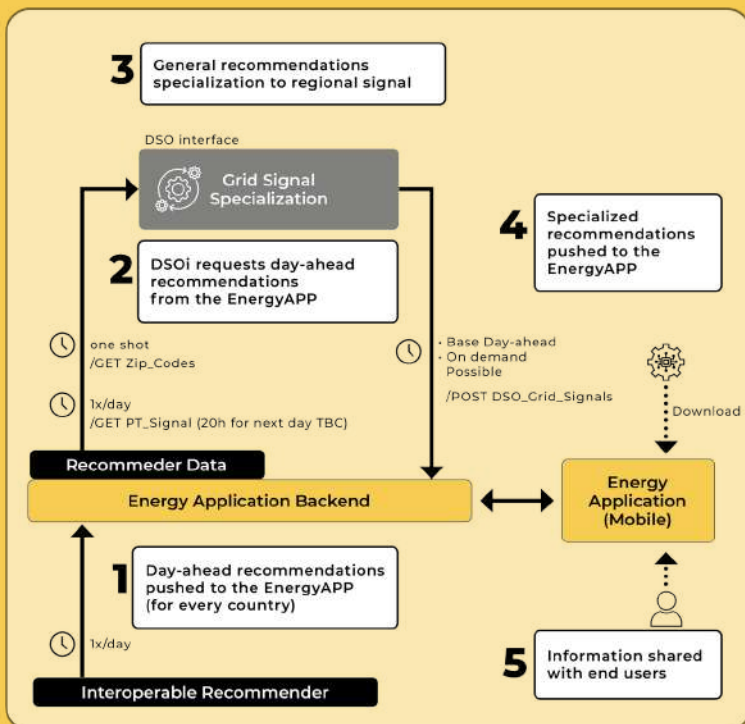 3
General recommendations
specialization to regional signal
DSO interface
Grid Signal
Specialization
2
DSOi requests day-ahead
recommendations
from the EnergyAPP
4
Specialized
recommendations
pushed to the
EnergyAPP
one shot
/GET Zip_Codes
1x/day
/GET PT_Signal (20h for next day TBC)
· Base Day-ahead
· On demand
Possible
/POST DSO_Grid_Signals
Download
Recommeder Data
Energy Application Backend
Energy
Application
(Mobile)
1
Day-ahead recommendations
pushed to the EnergyAPP
(for every country)
1x/day
Interoperable Recommender
5
Information shared
with end users